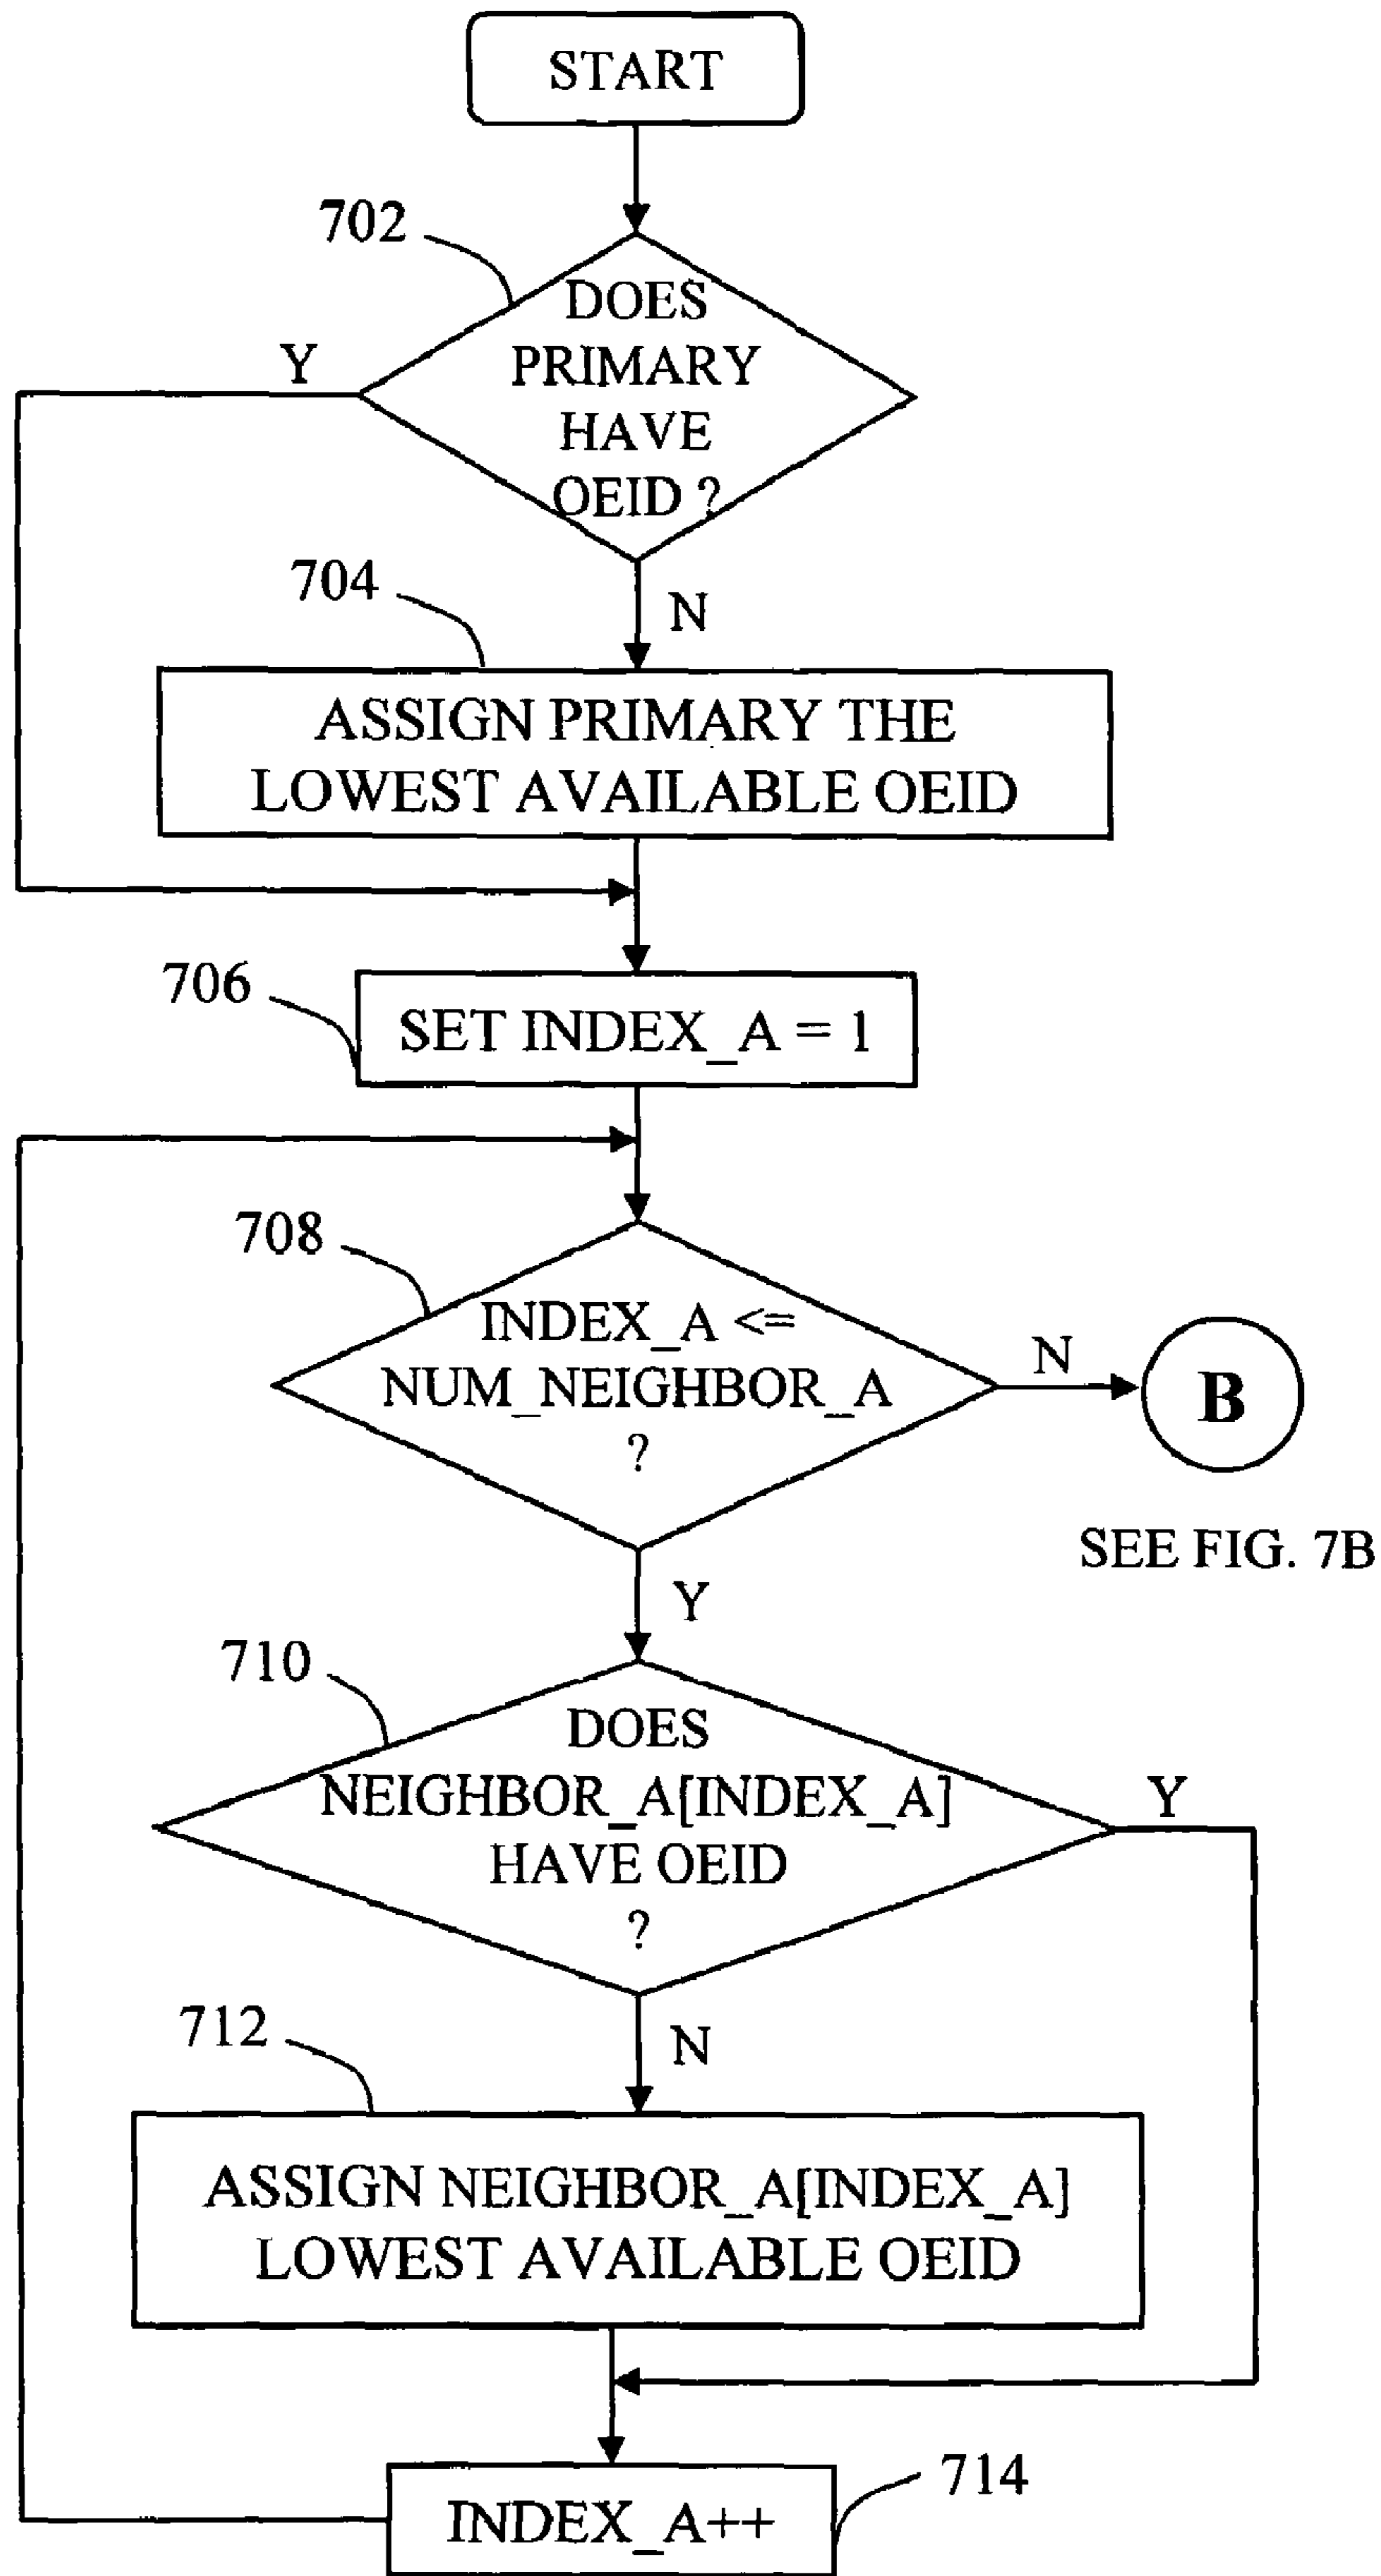 START
702
DOES
PRIMARY
HAVE
OEID ?
Y
704
N
ASSIGN PRIMARY THE
LOWEST AVAILABLE OEID
706
SET INDEX_A = 1
708
INDEX_A <=
NUM_NEIGHBOR_A
?
N
B
SEE FIG. 7B
Y
710
DOES
NEIGHBOR_A[INDEX_A]
HAVE OEID
?
Y
712
N
ASSIGN NEIGHBOR_A[INDEX_A]
LOWEST AVAILABLE OEID
714
INDEX_A++